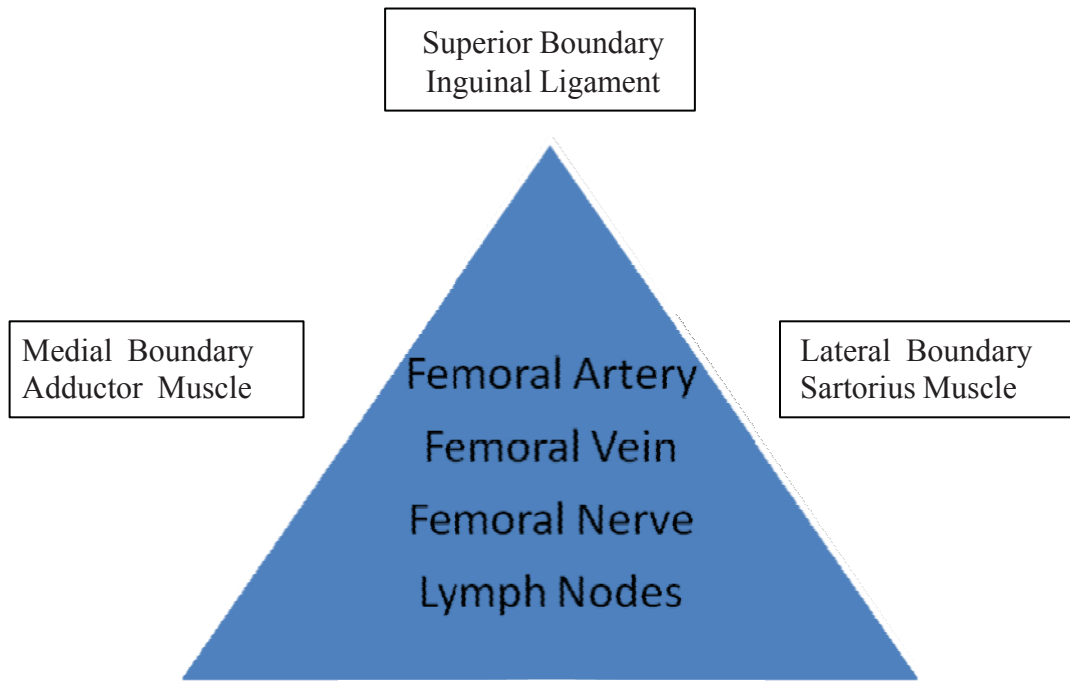 Superior Boundary
Inguinal Ligament
Medial Boundary
Adductor Muscle
Lateral Boundary
Sartorius Muscle
Femoral Artery
Femoral Vein
Femoral Nerve
Lymph Nodes